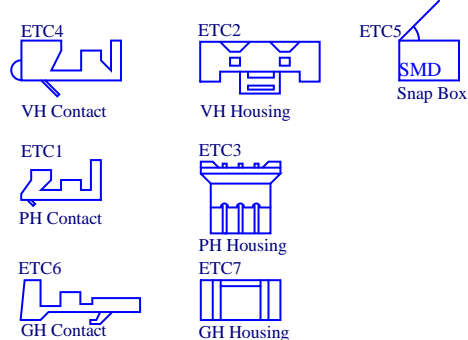 ETC4
VH Contact
ETC2
VH Housing
ETC5
SMD
Snap Box
ETC1
PH Contact
ETC3
PH Housing
ETC6
GH Contact
ETC7
GH Housing